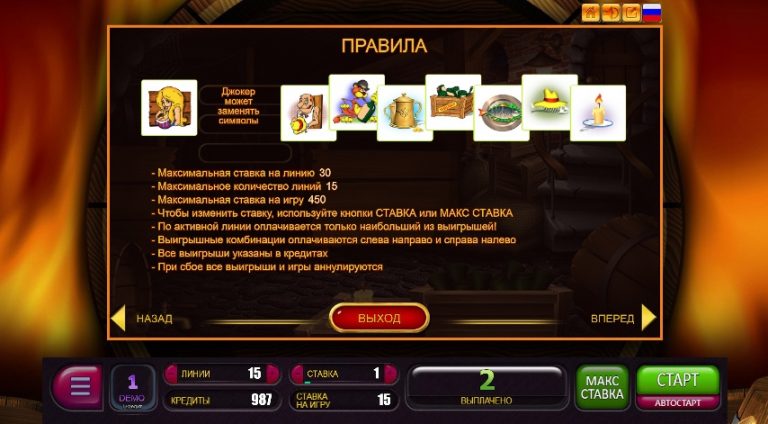 ПРАВИЛА
Джокер
может
заменять
символы
- Максимальная ставка на линию 30
- Максимальное количество линий 15
- Максимальная ставка на игру 450
- Чтобы изменить ставку, используйте кнопки СТАВКА или МАКС СТАВКА
- По активной линии оплачивается только наибольший из выигрышей!
- Выигрышные комбинации оплачиваются слева направо и справа налево
- Все выигрыши указаны в кредитах
- При сбое все выигрыши и игры аннулируются
НАЗАД
ВЫХОД
ВПЕРЕД
1
DEMO
ЛИНИИ 15
КРЕДИТЫ 987
СТАВКА 1
СТАВКА
НА ИГРУ 15
2
ВЫПЛАЧЕНО
МАКС
СТАВКА
СТАРТ
АВТОСТАРТ